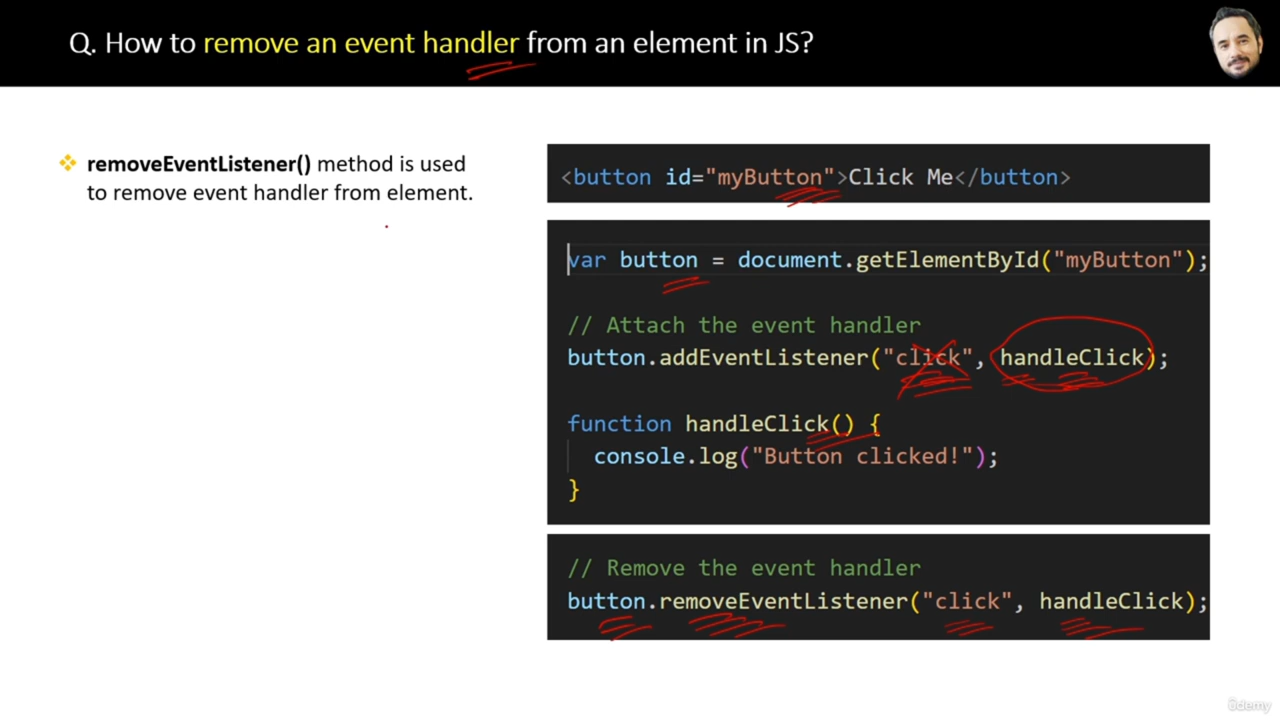 Q. How to remove an event handler from an element in JS?
removeEventListener() method is used
to remove event handler from element.
<button id="myButton">Click Me</button>
var button = document.getElementById("myButton");
// Attach the event handler
button.addEventListener("click", handleClick);
function handleClick() {
console.log("Button clicked!");
}
// Remove the event handler
button.removeEventListener("click", handleClick);
ûdemy